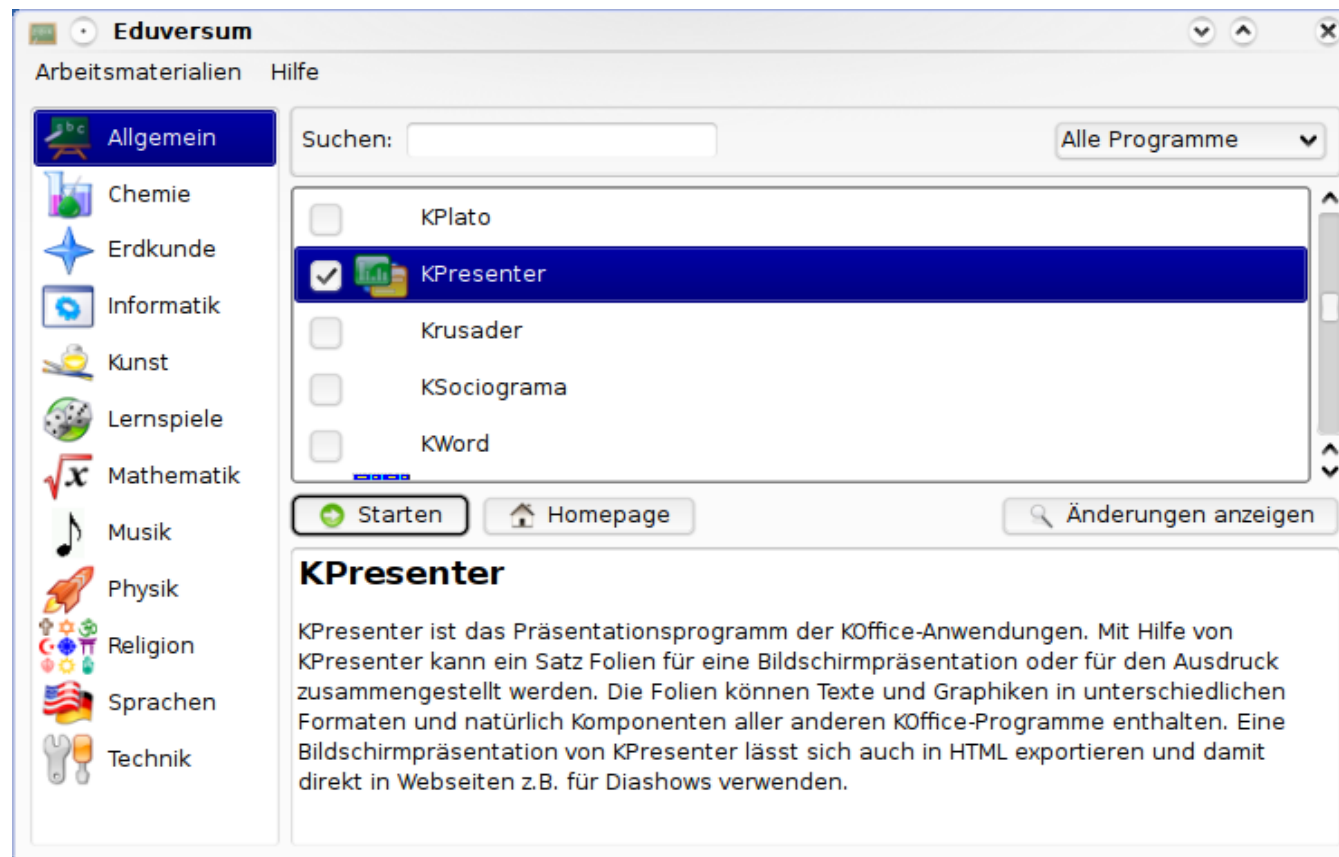 Eduversum
Arbeitsmaterialien Hilfe
Allgemein
Chemie
Erdkunde
Informatik
Kunst
Lernspiele
Mathematik
Musik
Physik
Religion
Sprachen
Technik
Suchen: Alle Programme
KPlato
KPresenter
Krusader
KSociograma
KWord
Starten Homepage Änderungen anzeigen
KPresenter
KPresenter ist das Präsentationsprogramm der KOffice-Anwendungen. Mit Hilfe von
KPresenter kann ein Satz Folien für eine Bildschirmpräsentation oder für den Ausdruck
zusammengestellt werden. Die Folien können Texte und Graphiken in unterschiedlichen
Formaten und natürlich Komponenten aller anderen KOffice-Programme enthalten. Eine
Bildschirmpräsentation von KPresenter lässt sich auch in HTML exportieren und damit
direkt in Webseiten z.B. für Diashows verwenden.